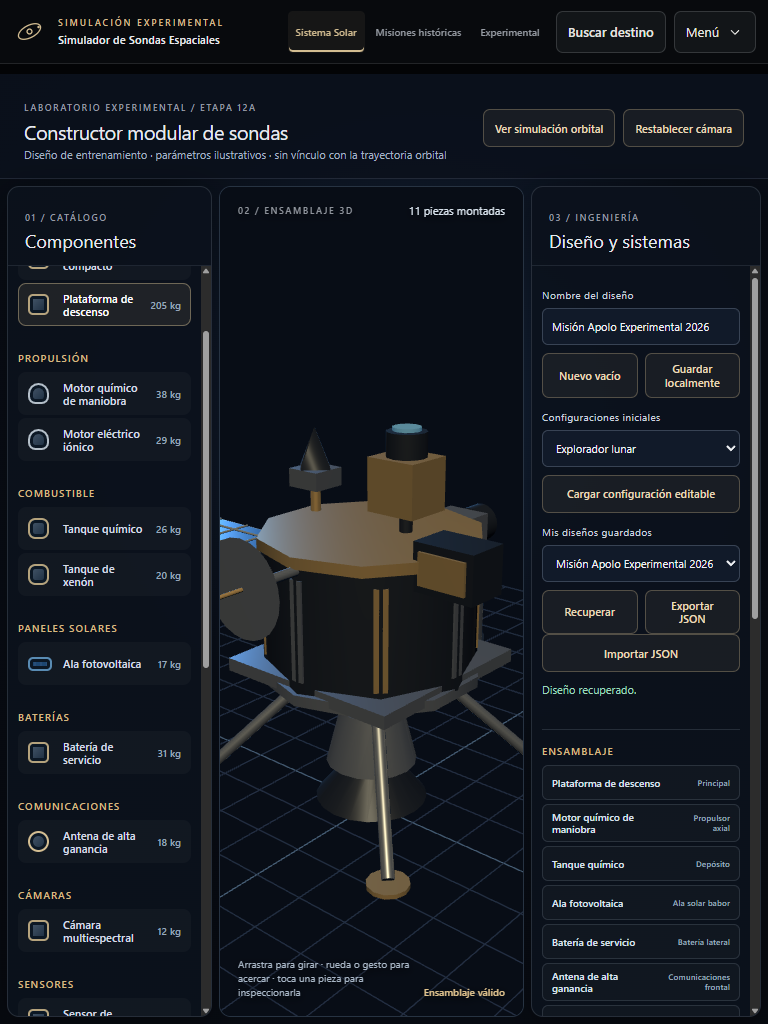 SIMULACIÓN EXPERIMENTAL
Simulador de Sondas Espaciales
Sistema Solar
Misiones históricas
Experimental
Buscar destino
Menú
LABORATORIO EXPERIMENTAL / ETAPA 12A
Constructor modular de sondas
Diseño de entrenamiento · parámetros ilustrativos · sin vínculo con la trayectoria orbital
Ver simulación orbital
Restablecer cámara
01 / CATÁLOGO
Componentes
compacto
Plataforma de
descenso
205 kg
PROPULSIÓN
Motor químico
de maniobra
38 kg
Motor eléctrico
iónico
29 kg
COMBUSTIBLE
Tanque químico
26 kg
Tanque de
xenón
20 kg
PANELES SOLARES
Ala fotovoltaica
17 kg
BATERÍAS
Batería de
servicio
31 kg
COMUNICACIONES
Antena de alta
ganancia
18 kg
CÁMARAS
Cámara
multiespectral
12 kg
SENSORES
Sensor de
02 / ENSAMBLAJE 3D
11 piezas montadas
Arrastra para girar · rueda o gesto para
acercar · toca una pieza para
inspeccionarla
Ensamblaje válido
03 / INGENIERÍA
Diseño y sistemas
Nombre del diseño
Misión Apolo Experimental 2026
Nuevo vacío
Guardar
localmente
Configuraciones iniciales
Explorador lunar
Cargar configuración editable
Mis diseños guardados
Misión Apolo Experimental 2026
Recuperar
Exportar
JSON
Importar JSON
Diseño recuperado.
ENSAMBLAJE
Plataforma de descenso
Principal
Motor químico de
maniobra
Propulsor
axial
Tanque químico
Depósito
Ala fotovoltaica
Ala solar babor
Batería de servicio
Batería lateral
Antena de alta
ganancia
Comunicaciones
frontal